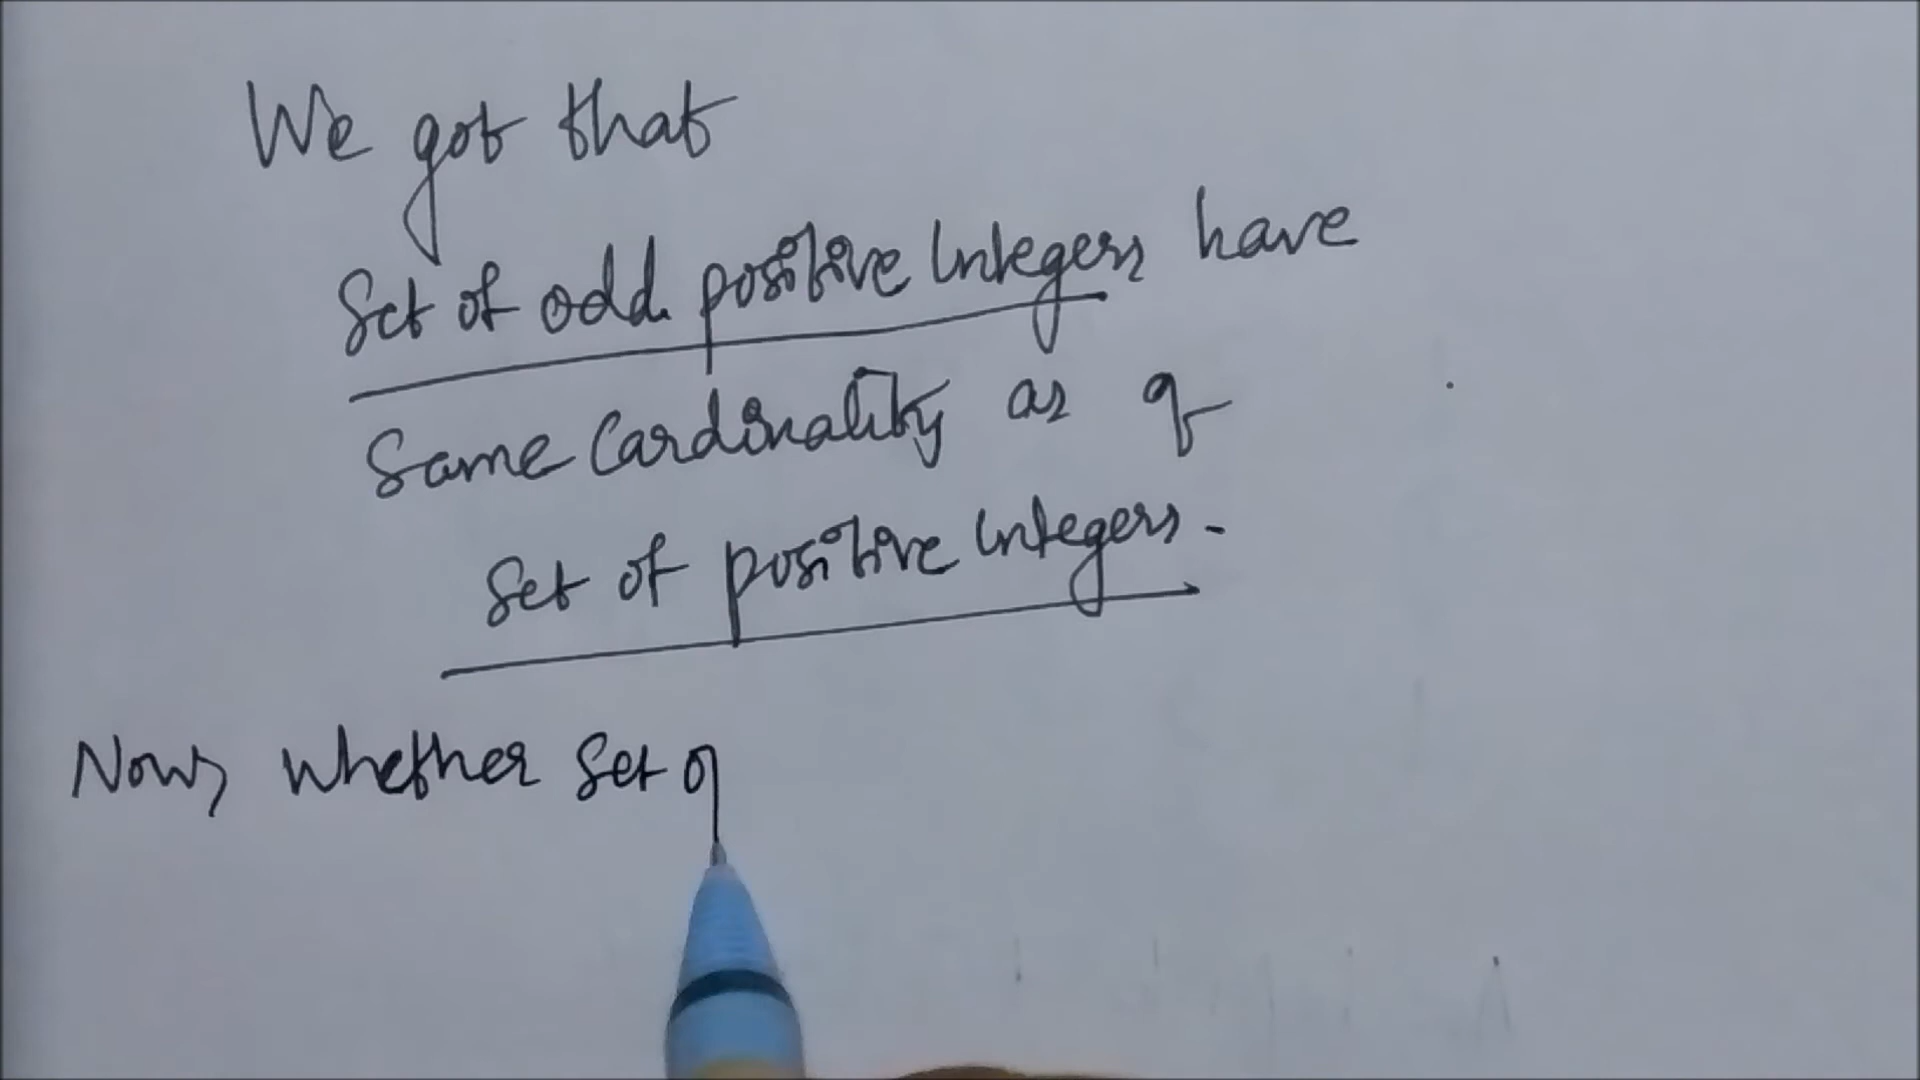 We got that
Set of odd positive Integers have
Same Cardinality as of
Set of positive Integers.
Now, whether Set of